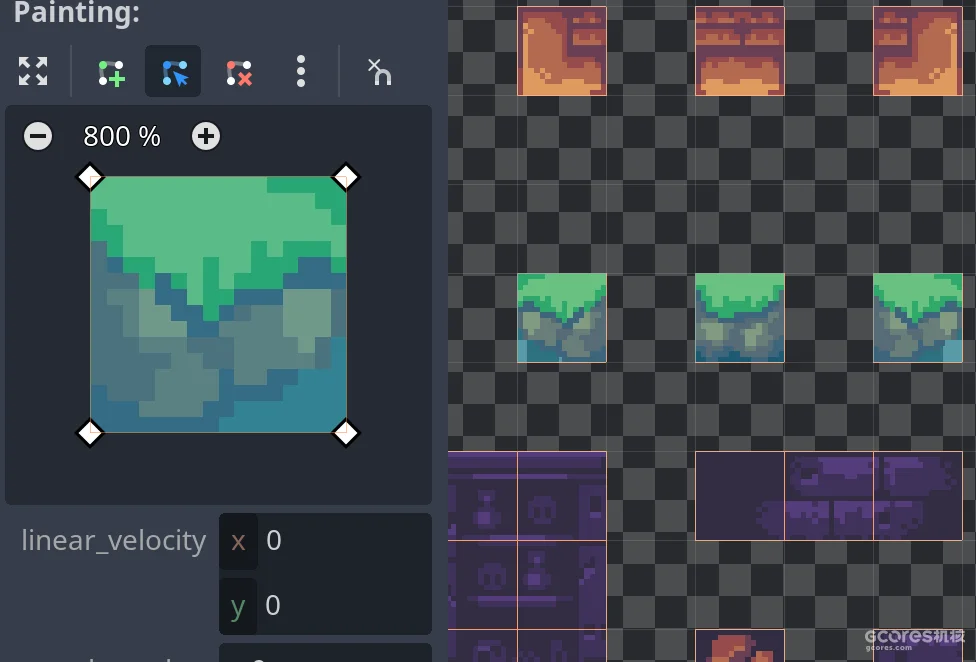 Painting:
800 %
linear_velocity
x 0
y 0
GCORES机核
gcores.com